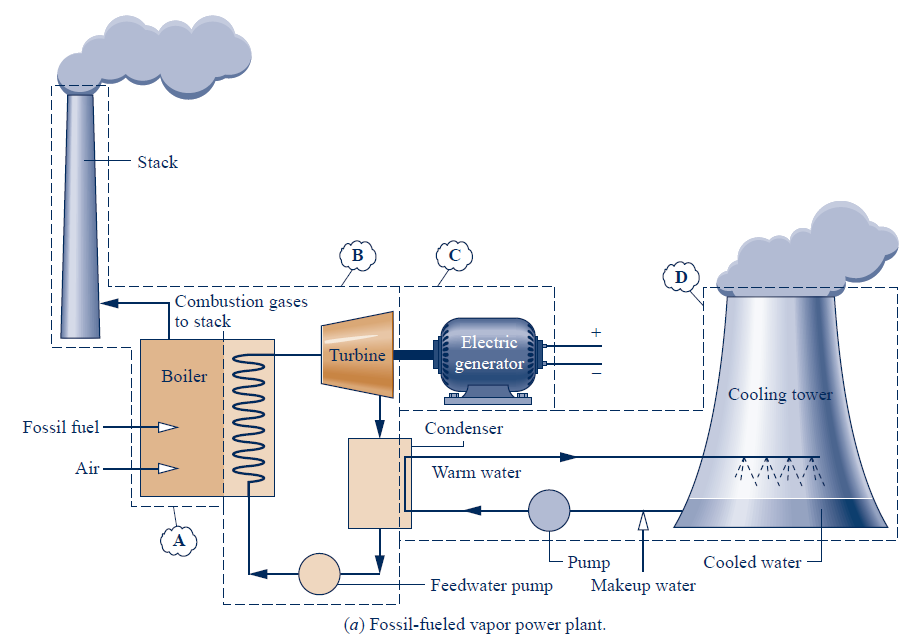 Stack
B
C
D
Combustion gases
to stack
+
Electric
generator
−
Turbine
Boiler
Cooling tower
Fossil fuel
Condenser
Air
Warm water
A
Pump
Cooled water
Feedwater pump
Makeup water
(a) Fossil-fueled vapor power plant.